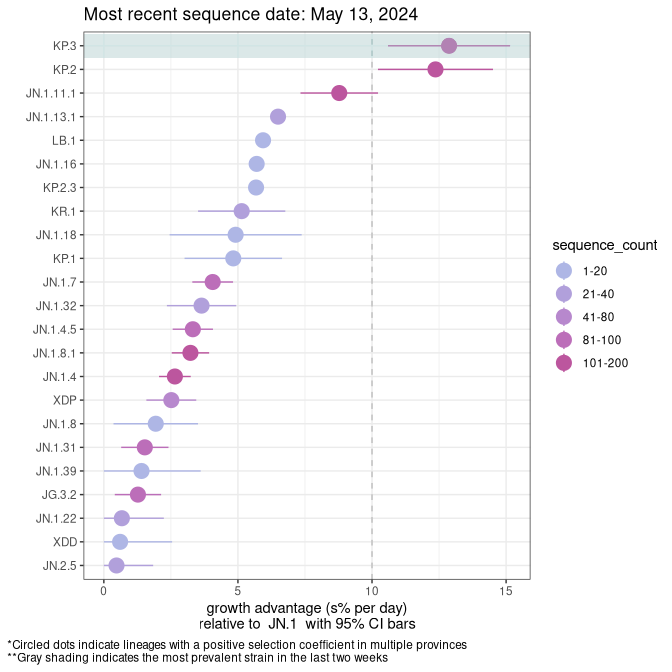 Most recent sequence date: May 13, 2024
KP.3
KP.2
JN.1.11.1
JN.1.13.1
LB.1
JN.1.16
KP.2.3
KR.1
JN.1.18
KP.1
JN.1.7
JN.1.32
JN.1.4.5
JN.1.8.1
JN.1.4
XDP
JN.1.8
JN.1.31
JN.1.39
JG.3.2
JN.1.22
XDD
JN.2.5
0 5 10 15
growth advantage (s% per day)
relative to JN.1 with 95% CI bars
sequence_count
1-20
21-40
41-80
81-100
101-200
*Circled dots indicate lineages with a positive selection coefficient in multiple provinces
**Gray shading indicates the most prevalent strain in the last two weeks